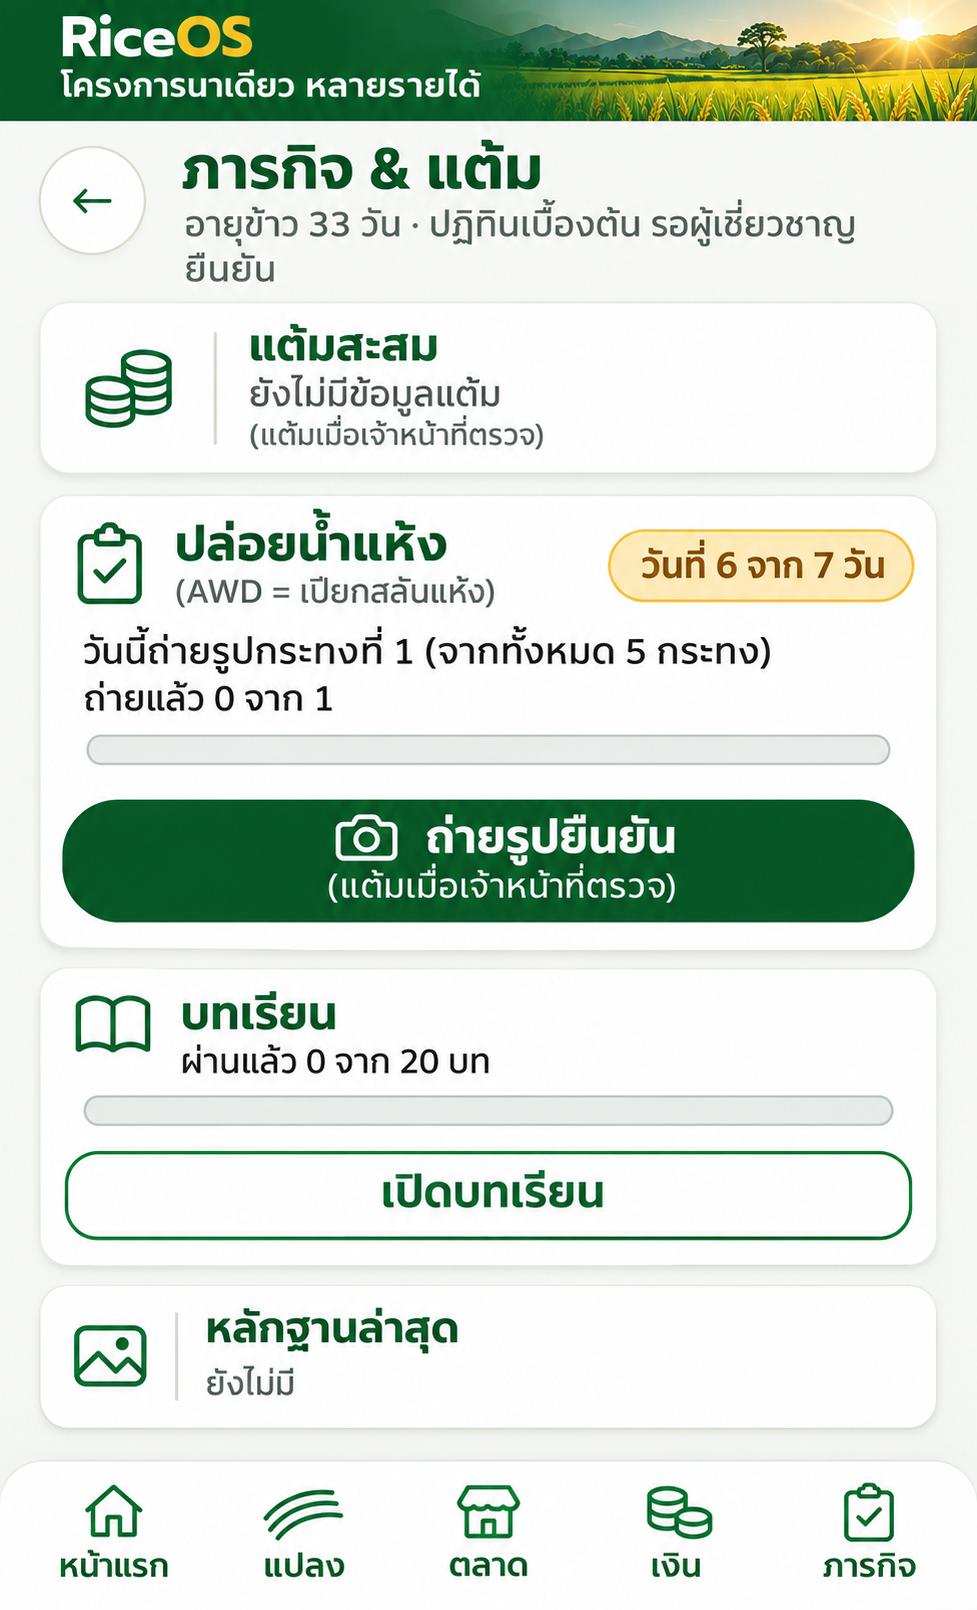 RiceOS
โครงการนาเดียว หลายรายได้
ภารกิจ & แต้ม
อายุข้าว 33 วัน · ปฏิทินเบื้องต้น รอผู้เชี่ยวชาญ
ยืนยัน
แต้มสะสม
ยังไม่มีข้อมูลแต้ม
(แต้มเมื่อเจ้าหน้าที่ตรวจ)
ปล่อยน้ำแห้ง
(AWD = เปียกสลับแห้ง)
วันที่ 6 จาก 7 วัน
วันนี้ถ่ายรูปกระทงที่ 1 (จากทั้งหมด 5 กระทง)
ถ่ายแล้ว 0 จาก 1
ถ่ายรูปยืนยัน
(แต้มเมื่อเจ้าหน้าที่ตรวจ)
บทเรียน
ผ่านแล้ว 0 จาก 20 บท
เปิดบทเรียน
หลักฐานล่าสุด
ยังไม่มี
หน้าแรก
แปลง
ตลาด
เงิน
ภารกิจ